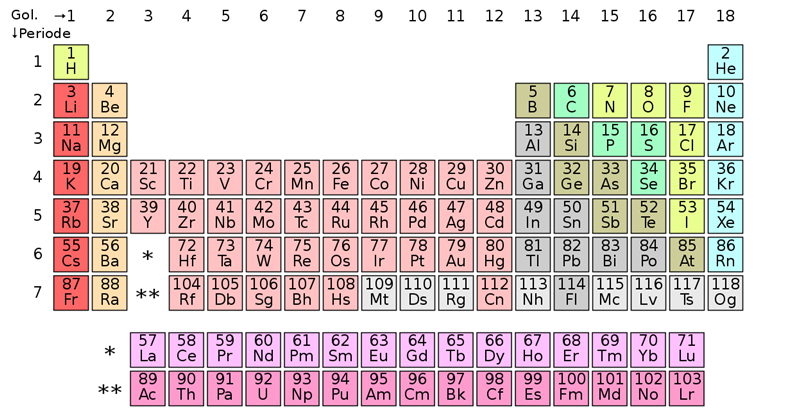 Gol. →1 2 3 4 5 6 7 8 9 10 11 12 13 14 15 16 17 18
↓Periode
1 2
1 H He
3 4 5 6 7 8 9 10
2 Li Be B C N O F Ne
11 12 13 14 15 16 17 18
3 Na Mg Al Si P S Cl Ar
19 20 21 22 23 24 25 26 27 28 29 30 31 32 33 34 35 36
4 K Ca Sc Ti V Cr Mn Fe Co Ni Cu Zn Ga Ge As Se Br Kr
37 38 39 40 41 42 43 44 45 46 47 48 49 50 51 52 53 54
5 Rb Sr Y Zr Nb Mo Tc Ru Rh Pd Ag Cd In Sn Sb Te I Xe
55 56 72 73 74 75 76 77 78 79 80 81 82 83 84 85 86
6 Cs Ba * Hf Ta W Re Os Ir Pt Au Hg Tl Pb Bi Po At Rn
87 88 104 105 106 107 108 109 110 111 112 113 114 115 116 117 118
7 Fr Ra ** Rf Db Sg Bh Hs Mt Ds Rg Cn Nh Fl Mc Lv Ts Og
57 58 59 60 61 62 63 64 65 66 67 68 69 70 71
* La Ce Pr Nd Pm Sm Eu Gd Tb Dy Ho Er Tm Yb Lu
89 90 91 92 93 94 95 96 97 98 99 100 101 102 103
** Ac Th Pa U Np Pu Am Cm Bk Cf Es Fm Md No Lr